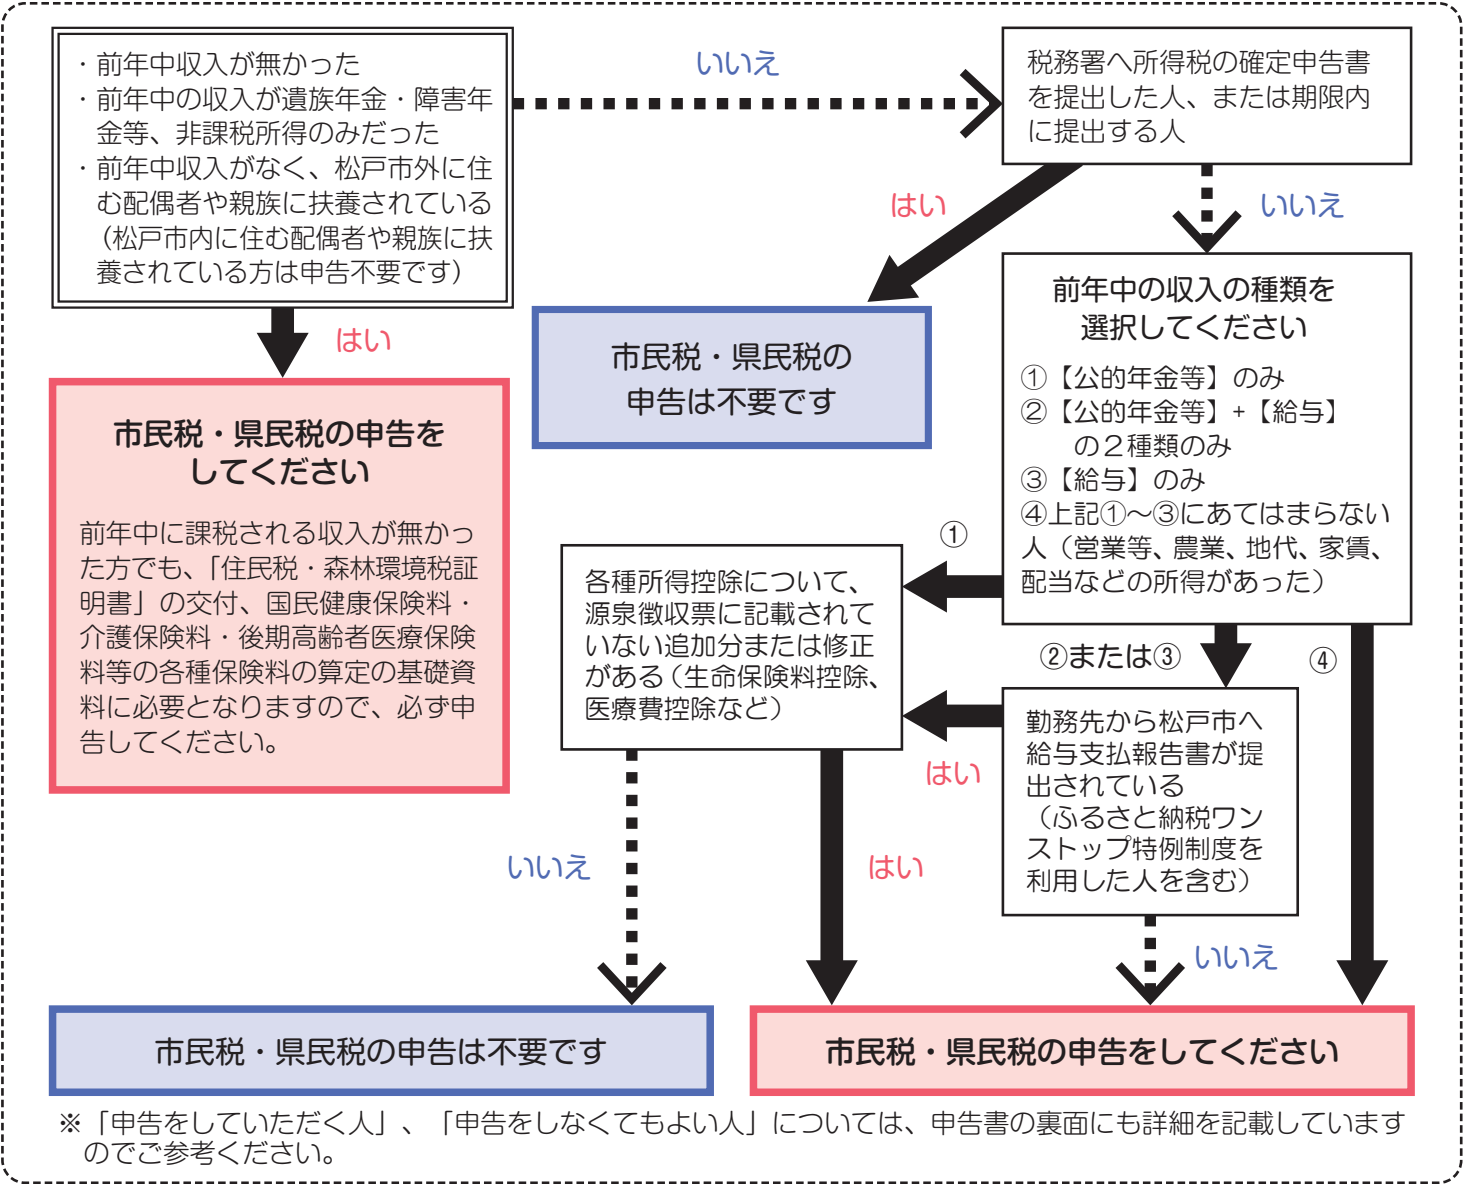 ・前年中収入が無かった
・前年中の収入が遺族年金・障害年
金等、非課税所得のみだった
・前年中収入がなく、松戸市外に住
む配偶者や親族に扶養されている
（松戸市内に住む配偶者や親族に扶
養されている方は申告不要です）
いいえ
税務署へ所得税の確定申告書
を提出した人、または期限内
に提出する人
はい
いいえ
はい
市民税・県民税の
申告は不要です
前年中の収入の種類を
選択してください
①【公的年金等】のみ
②【公的年金等】+【給与】
の２種類のみ
③【給与】のみ
④上記①〜③にあてはまらない
人（営業等、農業、地代、家賃、
配当などの所得があった）
市民税・県民税の申告を
してください
前年中に課税される収入が無かっ
た方でも、「住民税・森林環境税証
明書」の交付、国民健康保険料・
介護保険料・後期高齢者医療保険
料等の各種保険料の算定の基礎資
料に必要となりますので、必ず申
告してください。
①
各種所得控除について、
源泉徴収票に記載されて
いない追加分または修正
がある（生命保険料控除、
医療費控除など）
②または③
④
はい
勤務先から松戸市へ
給与支払報告書が提
出されている
（ふるさと納税ワン
ストップ特例制度を
利用した人を含む）
いいえ
はい
いいえ
市民税・県民税の申告は不要です
市民税・県民税の申告をしてください
※「申告をしていただく人」、「申告をしなくてもよい人」については、申告書の裏面にも詳細を記載しています
のでご参考ください。